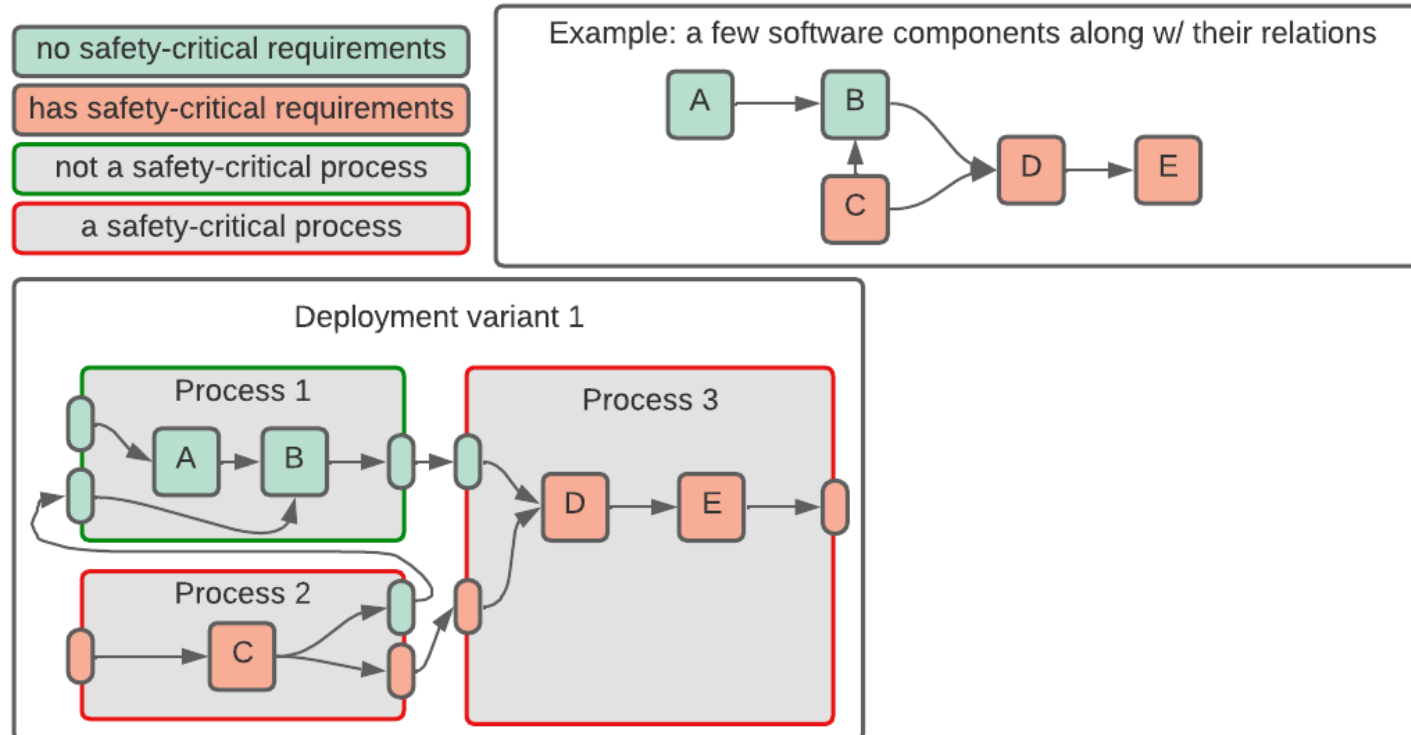 no safety-critical requirements
has safety-critical requirements
not a safety-critical process
a safety-critical process
Example: a few software components along w/ their relations
A
B
C
D
E
Deployment variant 1
Process 1
A
B
Process 2
C
Process 3
D
E